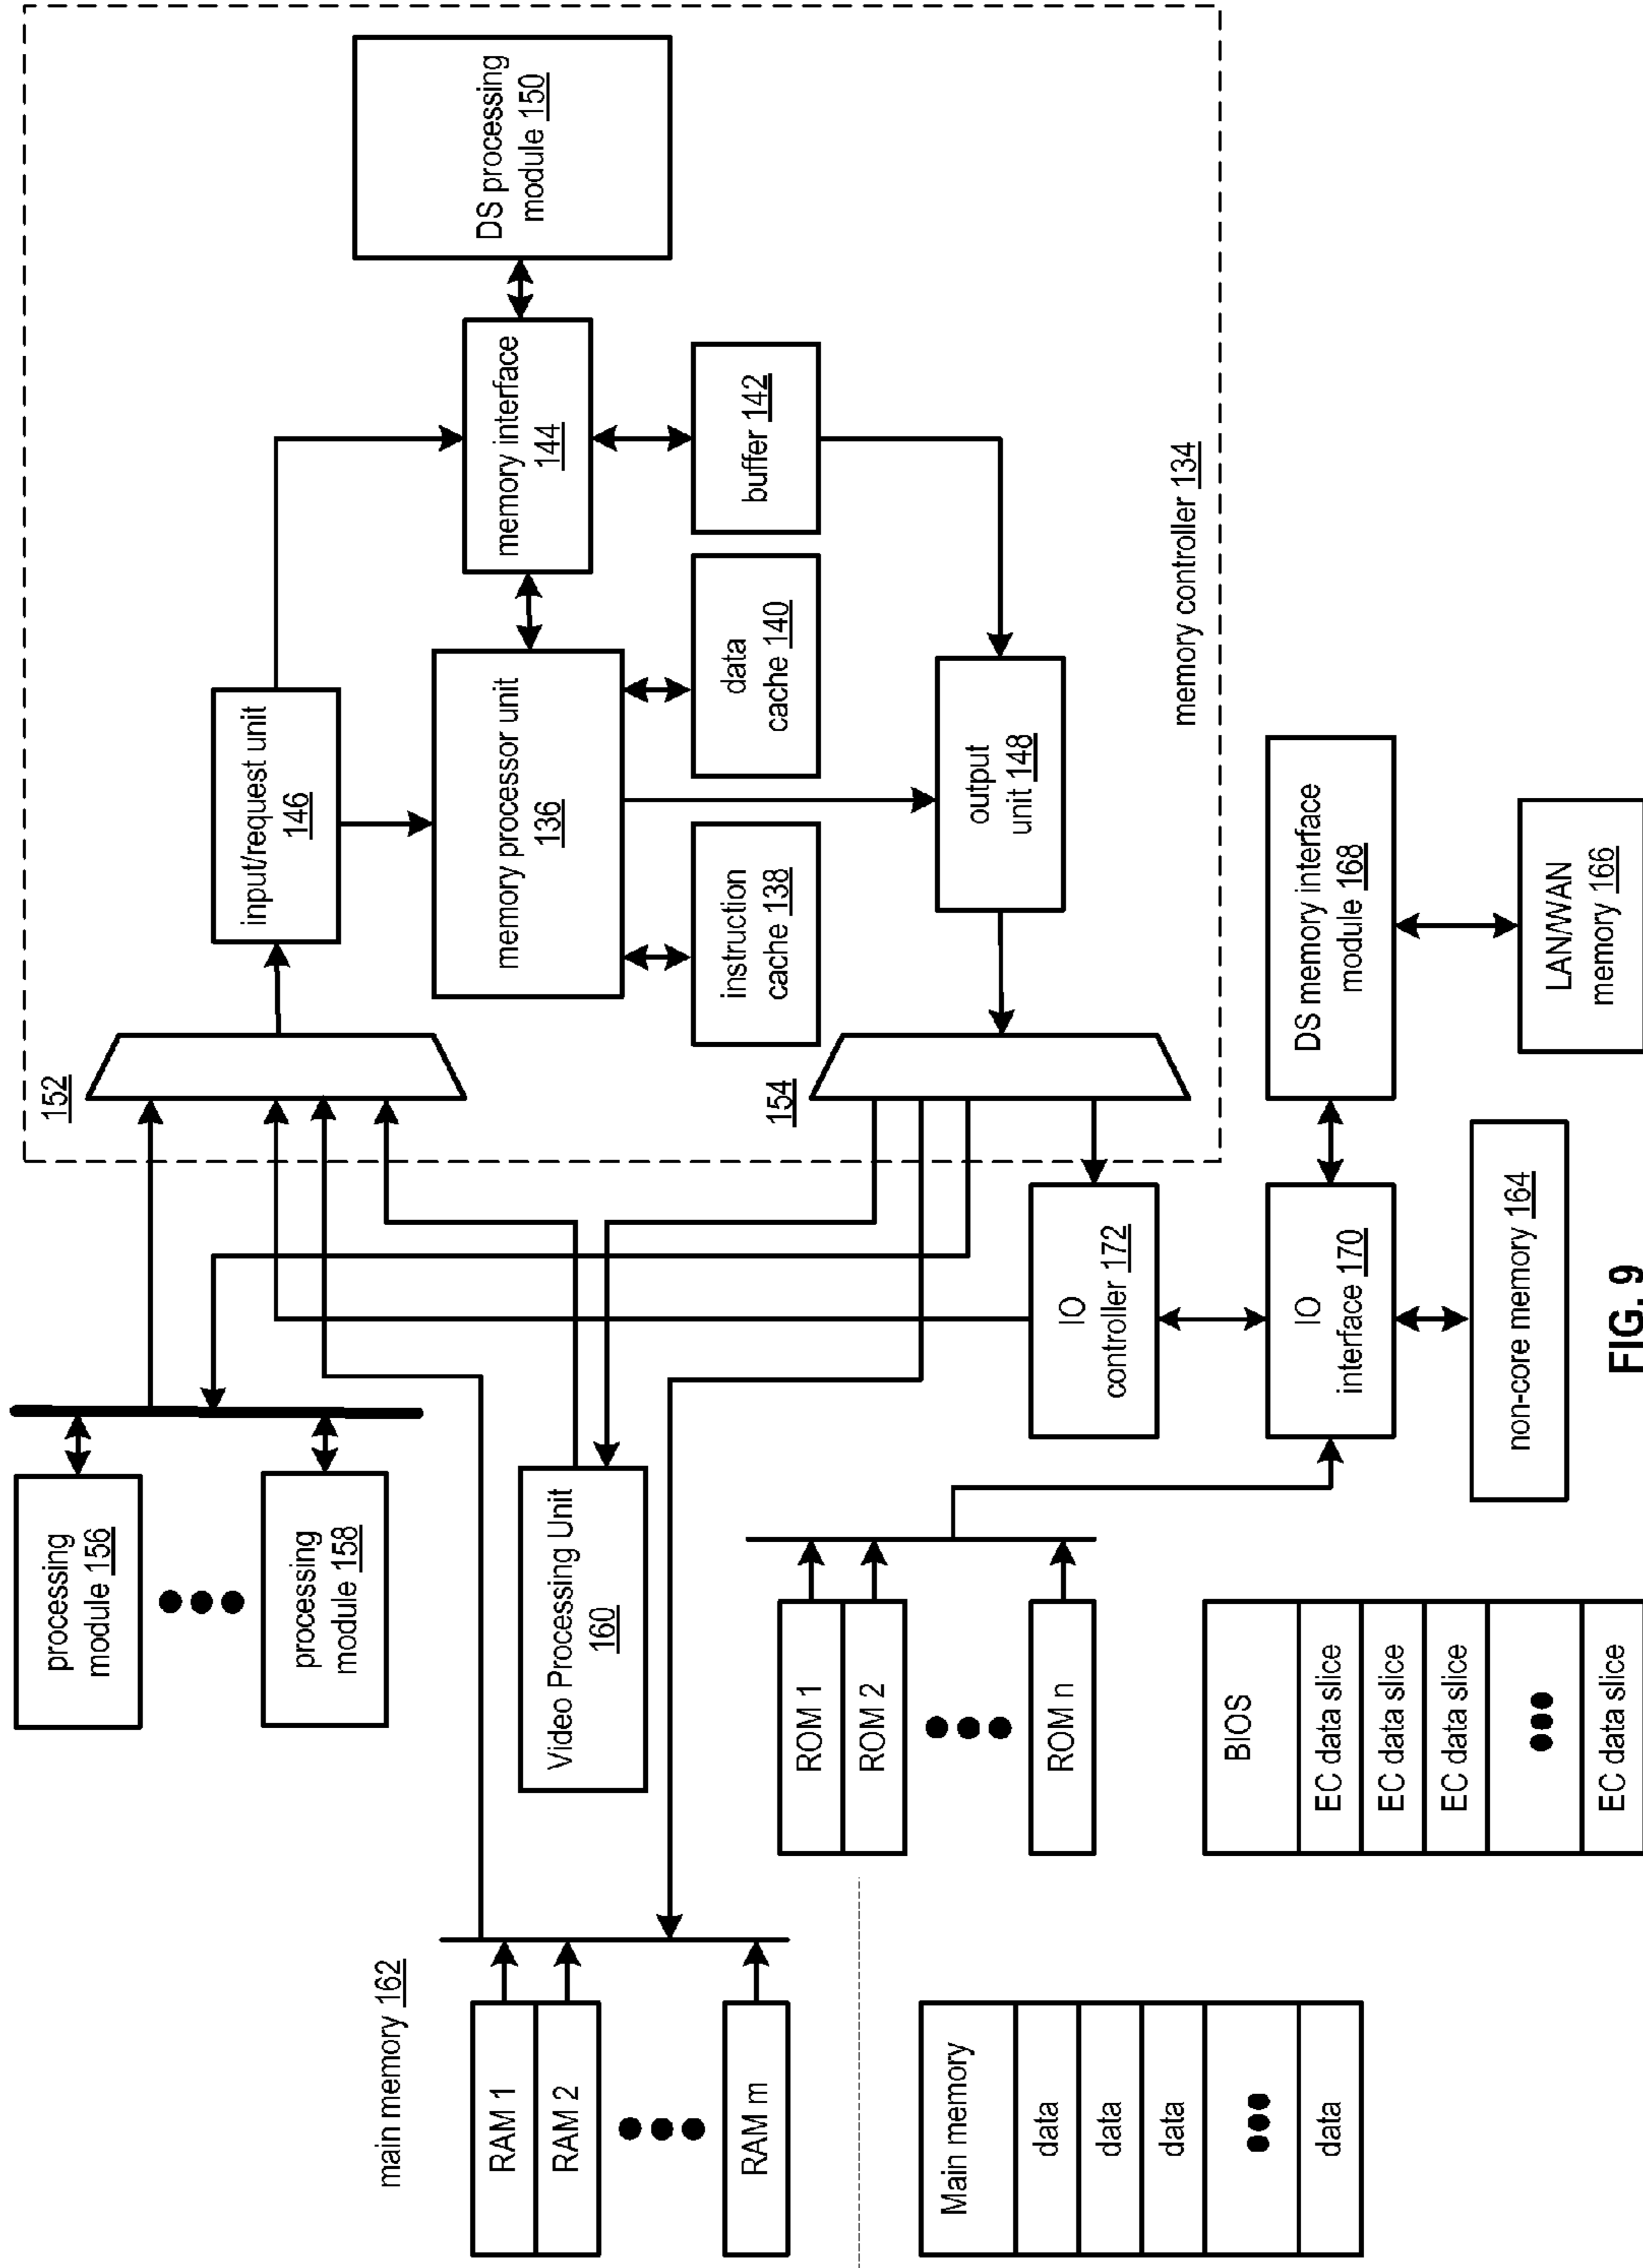 152
input/request unit
146
memory interface
144
DS processing
module 150
memory processor unit
136
instruction
cache 138
data
cache 140
buffer 142
154
output
unit 148
memory controller 134
processing
module 156
processing
module 158
main memory 162
RAM 1
RAM 2
RAM m
Video Processing Unit
160
ROM 1
ROM 2
ROM n
IO
controller 172
IO
interface 170
DS memory interface
module 168
non-core memory 164
LAN/WAN
memory 166
Main memory
data
data
data
data
BIOS
EC data slice
EC data slice
EC data slice
EC data slice
FIG. 9